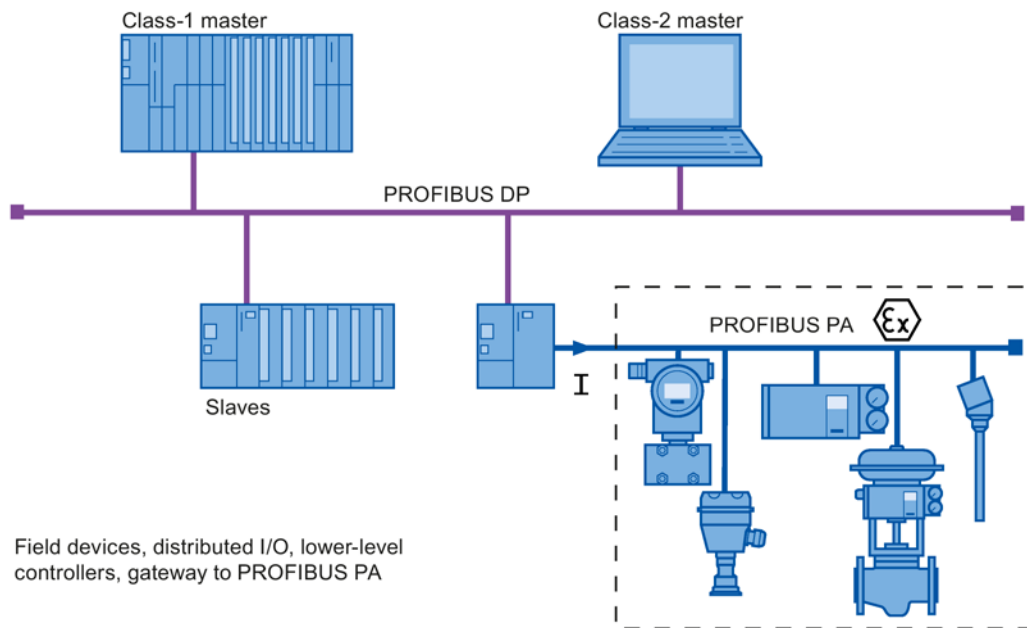 Class-1 master
Class-2 master
PROFIBUS DP
PROFIBUS PA
Ex
I
Slaves
Field devices, distributed I/O, lower-level
controllers, gateway to PROFIBUS PA